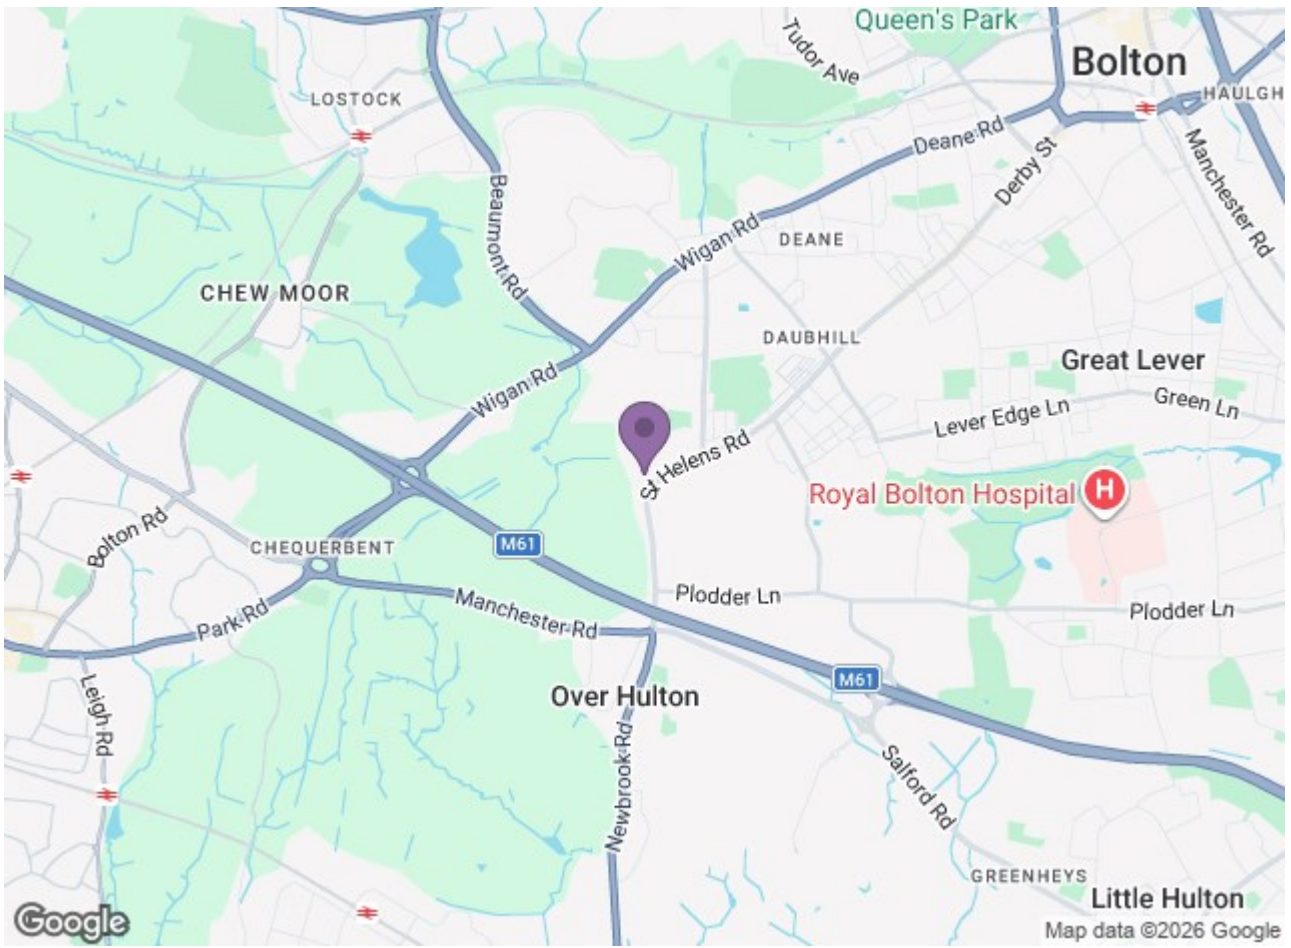 Queen's Park
Tudor Ave
Bolton
HAULGH
LOSTOCK
Deane Rd
Derby St
Manchester Rd
Beaumont Rd
Wigan Rd
DEANE
CHEW MOOR
DAUBHILL
Great Lever
Wigan Rd
Green Ln
Lever Edge Ln
St Helens Rd
Royal Bolton Hospital
H
Bolton Rd
CHEQUERBENT
M61
Plodder Ln
Plodder Ln
Park Rd
Manchester Rd
M61
Over Hulton
Leigh Rd
Newbrook Rd
Salford Rd
GREENHEYS
Little Hulton
Google
Map data ©2026 Google